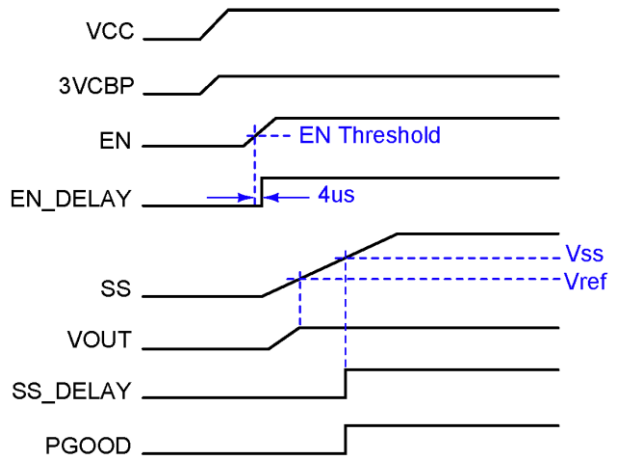 VCC
3VCBP
EN
EN Threshold
EN_DELAY
4us
SS
Vss
Vref
VOUT
SS_DELAY
PGOOD